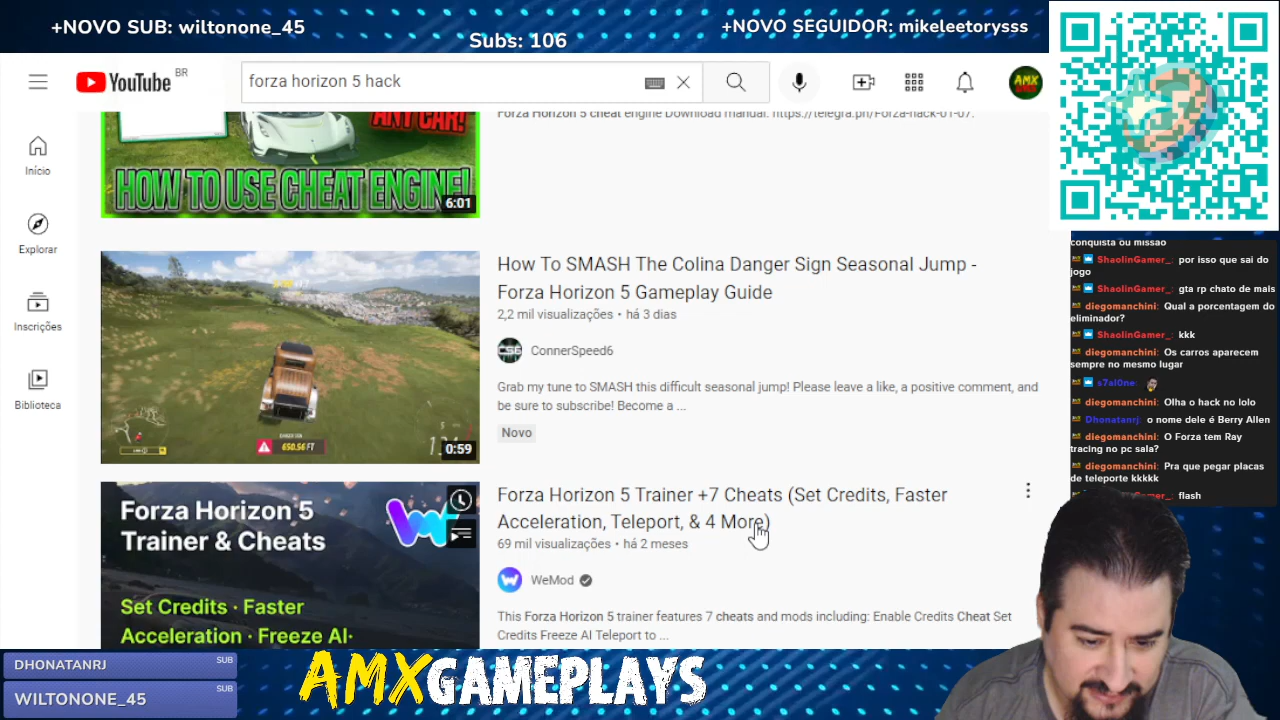 +NOVO SUB: wiltonone_45
Subs: 106
+NOVO SEGUIDOR: mikeleetorysss
YouTube BR
forza horizon 5 hack
AMX
Início
Explorar
Inscrições
Biblioteca
ANY CAR!
HOW TO USE CHEAT ENGINE!
6:01
Forza Horizon 5 cheat engine Download manual: https://telegra.ph/Forza-hack-01-07.
650.56 FT
0:59
How To SMASH The Colina Danger Sign Seasonal Jump -
Forza Horizon 5 Gameplay Guide
2,2 mil visualizações • há 3 dias
CS6
ConnerSpeed6
Grab my tune to SMASH this difficult seasonal jump! Please leave a like, a positive comment, and
be sure to subscribe! Become a ...
Novo
Forza Horizon 5
Trainer & Cheats
Set Credits · Faster
Acceleration · Freeze AI·
Forza Horizon 5 Trainer +7 Cheats (Set Credits, Faster
Acceleration, Teleport, & 4 More)
69 mil visualizações • há 2 meses
WeMod
This Forza Horizon 5 trainer features 7 cheats and mods including: Enable Credits Cheat Set
Credits Freeze AI Teleport to ...
conquista ou missão
ShaolinGamer_: por isso que sai do
jogo
ShaolinGamer_: gta rp chato de mais
diegomanchini: Qual a porcentagem do
eliminador?
ShaolinGamer_: kkk
diegomanchini: Os carros aparecem
sempre no mesmo lugar
s7al0ne:
diegomanchini: Olha o hack no lolo
Dhonatanrj: o nome dele é Berry Allen
diegomanchini: O Forza tem Ray
tracing no pc sala?
diegomanchini: Pra que pegar placas
de teleporte kkkkk
flash
DHONATANRJ SUB
WILTONONE_45 SUB
AMXGAMEPLAYS